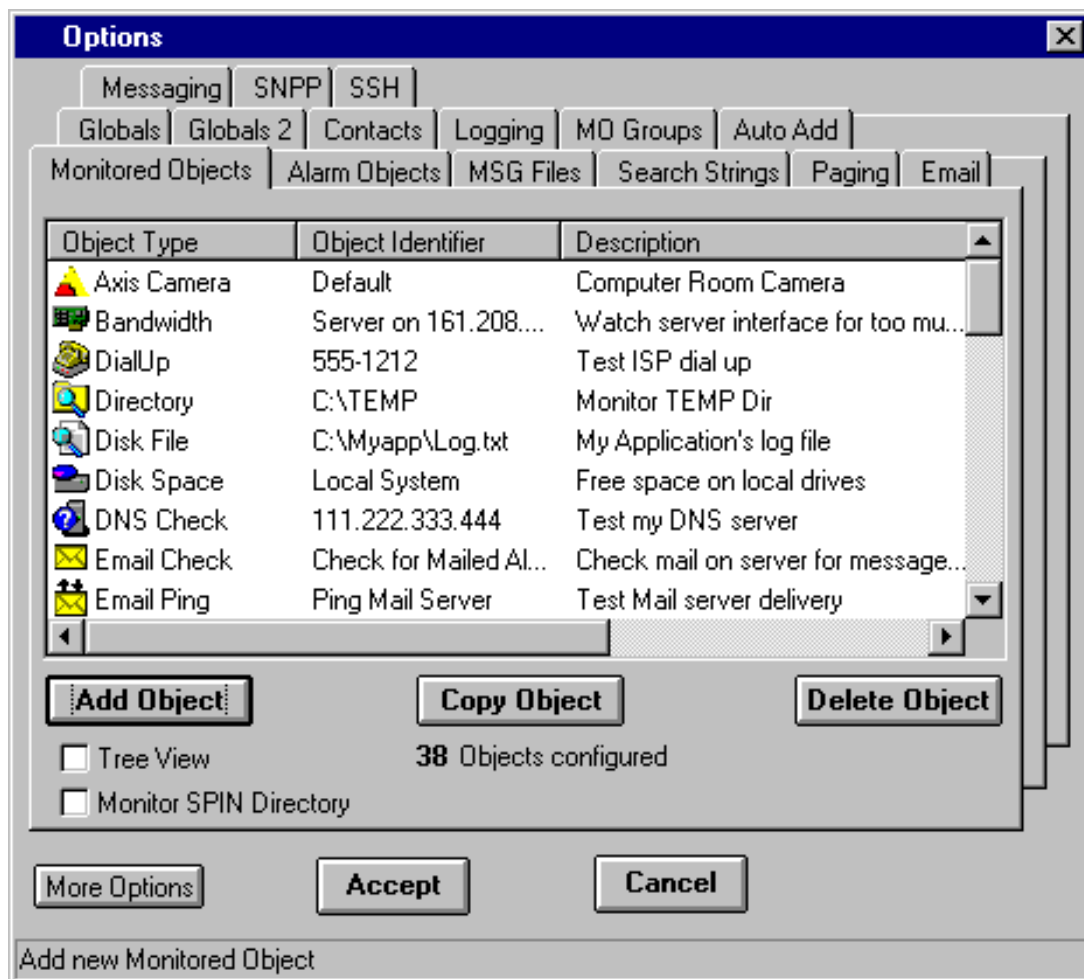 Options
Messaging SNPP SSH
Globals Globals 2 Contacts Logging MO Groups Auto Add
Monitored Objects Alarm Objects MSG Files Search Strings Paging Email
Object Type Object Identifier Description
Axis Camera Default Computer Room Camera
Bandwidth Server on 161.208.... Watch server interface for too mu...
DialUp 555-1212 Test ISP dial up
Directory C:\TEMP Monitor TEMP Dir
Disk File C:\Myapp\Log.txt My Application's log file
Disk Space Local System Free space on local drives
DNS Check 111.222.333.444 Test my DNS server
Email Check Check for Mailed Al... Check mail on server for message...
Email Ping Ping Mail Server Test Mail server delivery
Add Object Copy Object Delete Object
Tree View 38 Objects configured
Monitor SPIN Directory
More Options Accept Cancel
Add new Monitored Object